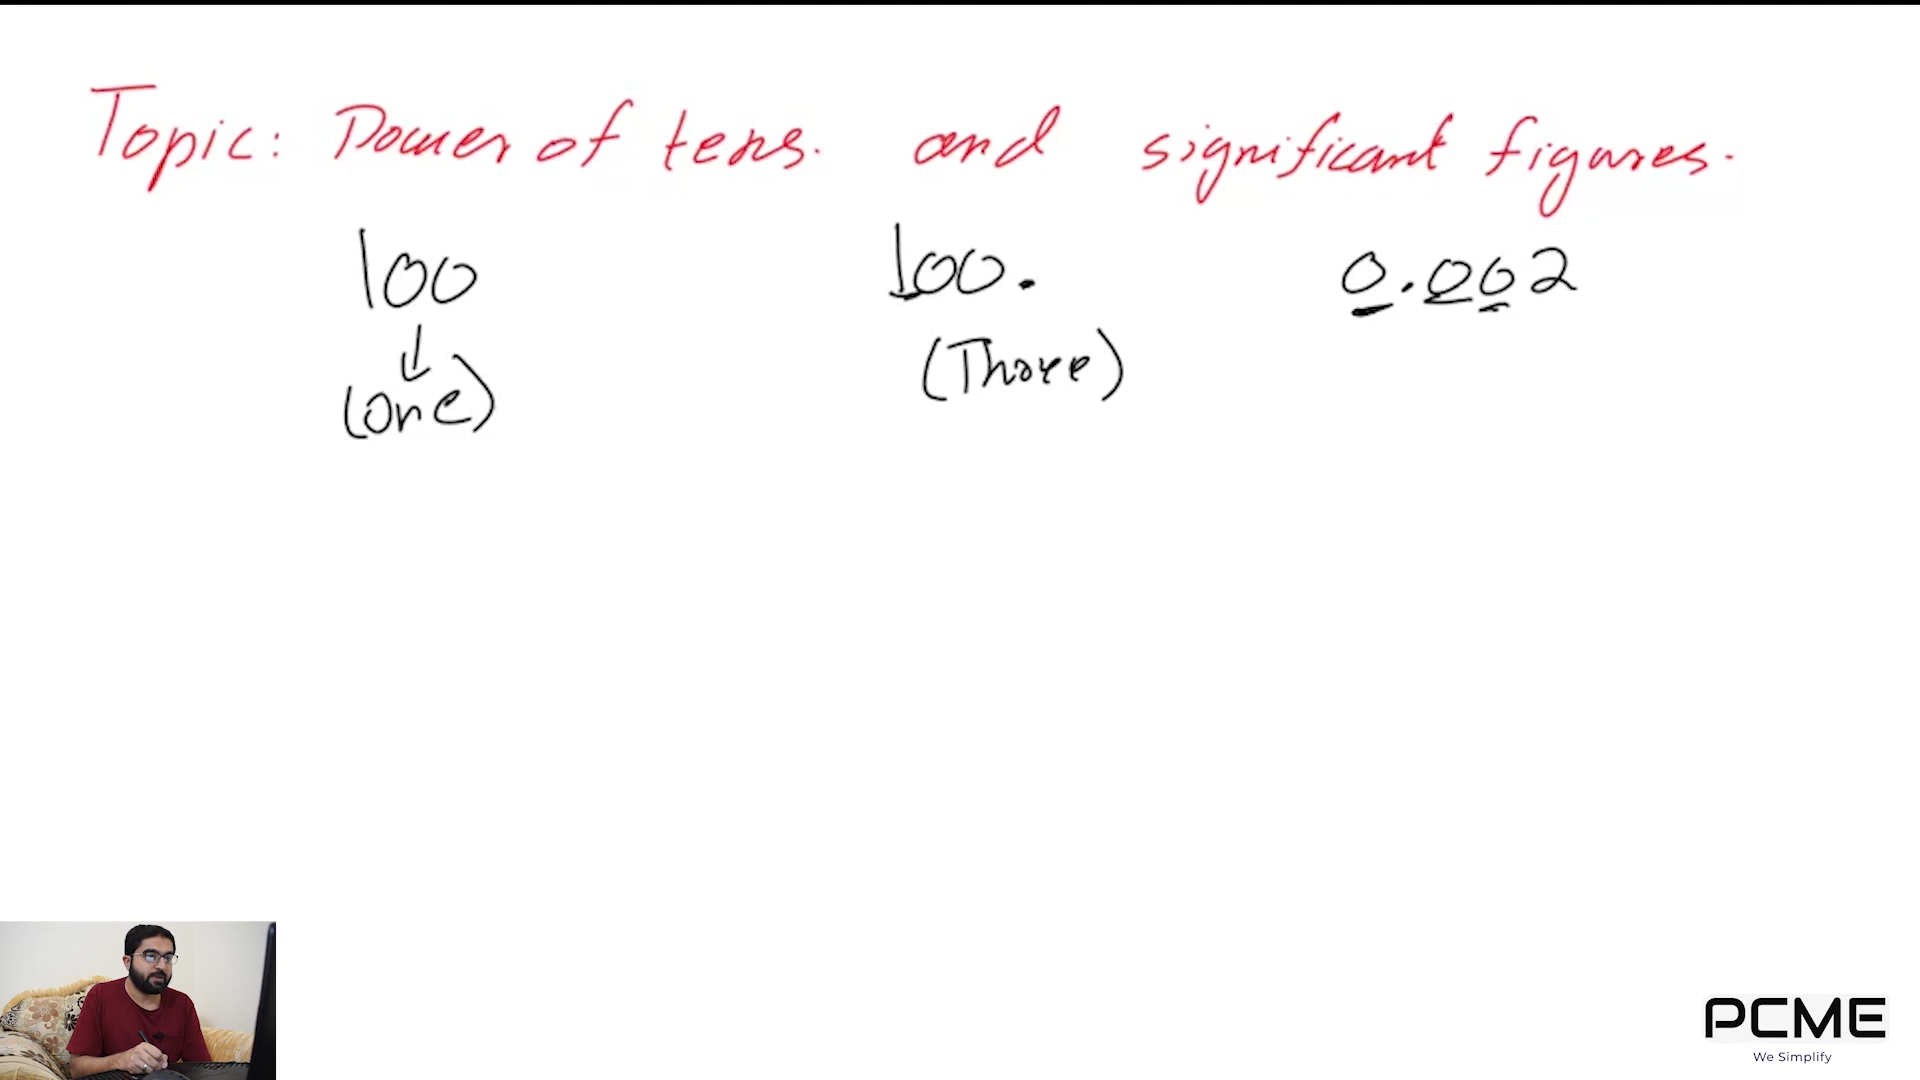 Topic: Power of tens. and significant figures.
100 100. 0.002
(One) (Three)
PCME
We Simplify